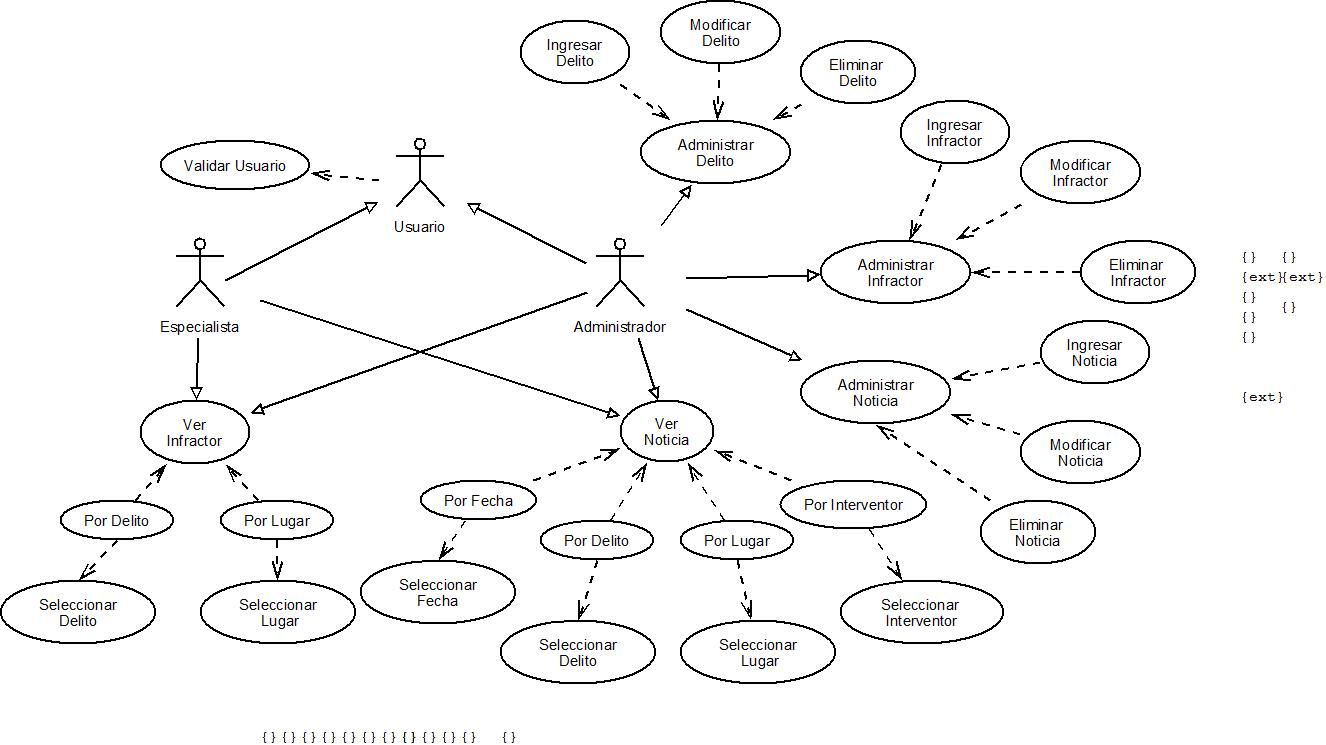 Modificar
Delito
Ingresar
Delito
Eliminar
Delito
Ingresar
Infractor
Administrar
Delito
Validar Usuario
Modificar
Infractor
Usuario
Administrar
Infractor
Eliminar
Infractor
{} {}
{ext}{ext}
{}
{}
{}
{}
Especialista
Administrador
Ingresar
Noticia
Administrar
Noticia
{ext}
Ver
Infractor
Ver
Noticia
Modificar
Noticia
Por Delito
Por Lugar
Por Fecha
Por Delito
Por Lugar
Por Interventor
Eliminar
Noticia
Seleccionar
Delito
Seleccionar
Lugar
Seleccionar
Fecha
Seleccionar
Delito
Seleccionar
Lugar
Seleccionar
Interventor
{} {} {} {} {} {} {} {} {} {} {} {}